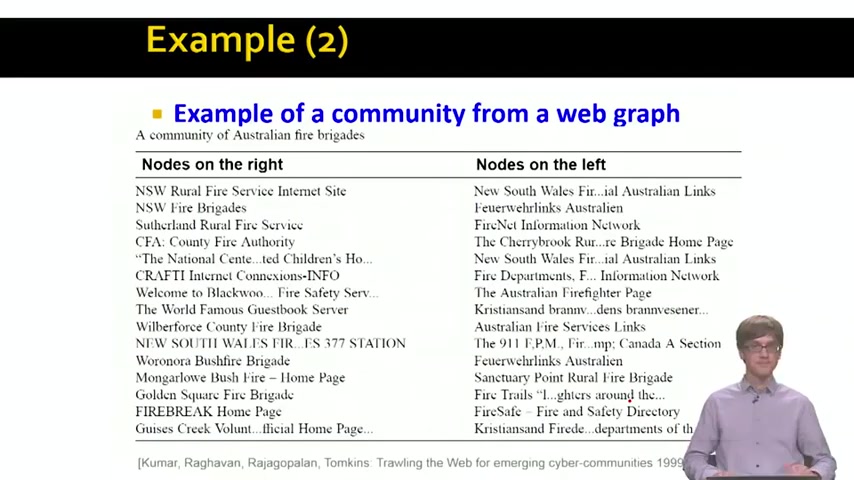 Example (2)
Example of a community from a web graph
A community of Australian fire brigades
Nodes on the right Nodes on the left
NSW Rural Fire Service Internet Site New South Wales Fir...ial Australian Links
NSW Fire Brigades Feuerwehrlinks Australien
Sutherland Rural Fire Service FireNet Information Network
CFA: County Fire Authority The Cherrybrook Rur...re Brigade Home Page
"The National Cente...ted Children's Ho... New South Wales Fir...ial Australian Links
CRAFTI Internet Connexions-INFO Fire Departments, F... Information Network
Welcome to Blackwoo... Fire Safety Serv... The Australian Firefighter Page
The World Famous Guestbook Server Kristiansand brannv...dens brannvesener...
Wilberforce County Fire Brigade Australian Fire Services Links
NEW SOUTH WALES FIR...ES 377 STATION The 911 F,P,M., Fir...mp; Canada A Section
Woronora Bushfire Brigade Feuerwehrlinks Australien
Mongarlowe Bush Fire – Home Page Sanctuary Point Rural Fire Brigade
Golden Square Fire Brigade Fire Trails "l...ghters around the...
FIREBREAK Home Page FireSafe – Fire and Safety Directory
Guises Creek Volunt...fficial Home Page... Kristiansand Firede...departments of th
[Kumar, Raghavan, Rajagopalan, Tomkins: Trawling the Web for emerging cyber-communities 1999